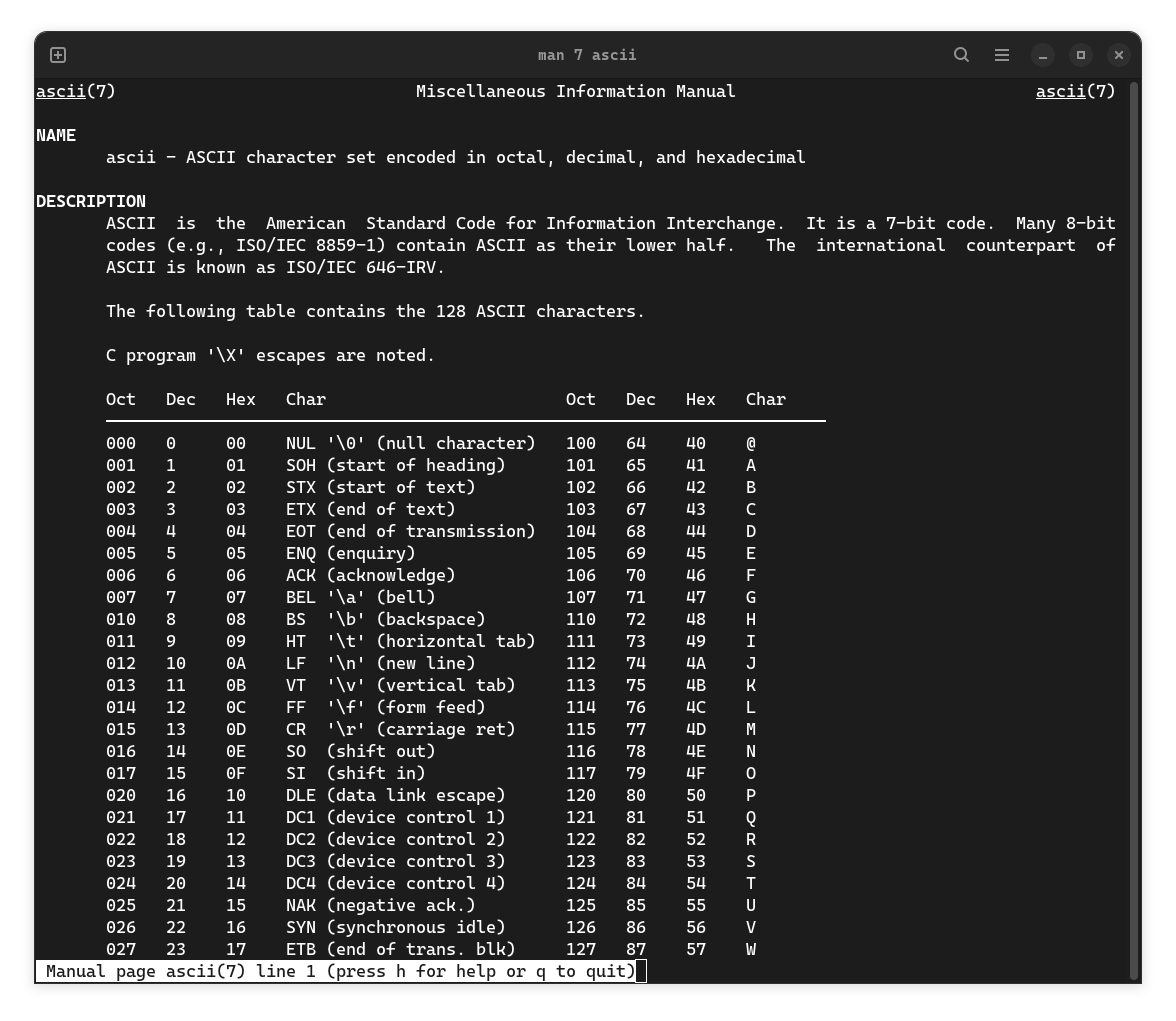 man 7 ascii
ascii(7)                      Miscellaneous Information Manual                              ascii(7)
NAME
       ascii - ASCII character set encoded in octal, decimal, and hexadecimal
DESCRIPTION
       ASCII  is  the  American  Standard Code for Information Interchange.  It is a 7-bit code.  Many 8-bit
       codes (e.g., ISO/IEC 8859-1) contain ASCII as their lower half.   The  international  counterpart  of
       ASCII is known as ISO/IEC 646-IRV.
       The following table contains the 128 ASCII characters.
       C program '\X' escapes are noted.
       Oct   Dec   Hex   Char                        Oct   Dec   Hex   Char
       000   0     00    NUL '\0' (null character)   100   64    40    @
       001   1     01    SOH (start of heading)      101   65    41    A
       002   2     02    STX (start of text)         102   66    42    B
       003   3     03    ETX (end of text)           103   67    43    C
       004   4     04    EOT (end of transmission)   104   68    44    D
       005   5     05    ENQ (enquiry)               105   69    45    E
       006   6     06    ACK (acknowledge)           106   70    46    F
       007   7     07    BEL '\a' (bell)             107   71    47    G
       010   8     08    BS  '\b' (backspace)        110   72    48    H
       011   9     09    HT  '\t' (horizontal tab)   111   73    49    I
       012   10    0A    LF  '\n' (new line)         112   74    4A    J
       013   11    0B    VT  '\v' (vertical tab)     113   75    4B    K
       014   12    0C    FF  '\f' (form feed)        114   76    4C    L
       015   13    0D    CR  '\r' (carriage ret)     115   77    4D    M
       016   14    0E    SO  (shift out)             116   78    4E    N
       017   15    0F    SI  (shift in)              117   79    4F    O
       020   16    10    DLE (data link escape)      120   80    50    P
       021   17    11    DC1 (device control 1)      121   81    51    Q
       022   18    12    DC2 (device control 2)      122   82    52    R
       023   19    13    DC3 (device control 3)      123   83    53    S
       024   20    14    DC4 (device control 4)      124   84    54    T
       025   21    15    NAK (negative ack.)         125   85    55    U
       026   22    16    SYN (synchronous idle)      126   86    56    V
       027   23    17    ETB (end of trans. blk)     127   87    57    W
 Manual page ascii(7) line 1 (press h for help or q to quit)